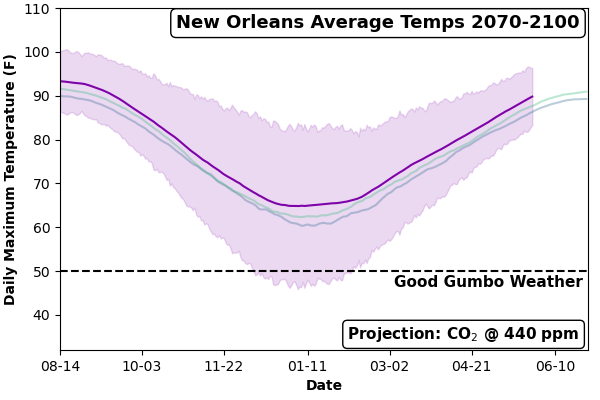 New Orleans Average Temps 2070-2100
Daily Maximum Temperature (F)
110
100
90
80
70
60
50
40
Good Gumbo Weather
Projection: CO₂ @ 440 ppm
08-14 10-03 11-22 01-11 03-02 04-21 06-10
Date